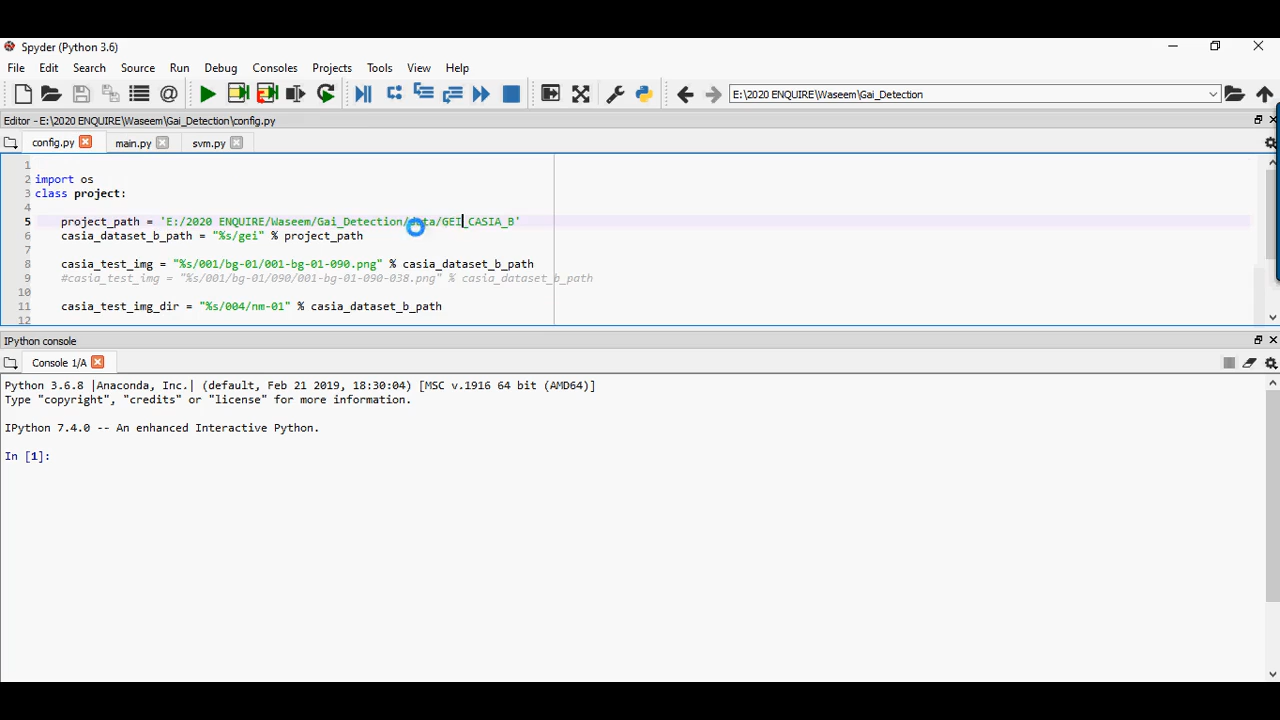 Spyder (Python 3.6)
File Edit Search Source Run Debug Consoles Projects Tools View Help
E:\2020 ENQUIRE\Waseem\Gai_Detection
Editor - E:\2020 ENQUIRE\Waseem\Gai_Detection\config.py
config.py main.py svm.py
1
2 import os
3 class project:
4
5 project_path = 'E:/2020 ENQUIRE/Waseem/Gai_Detection/data/GEI_CASIA_B'
6 casia_dataset_b_path = "%s/gei" % project_path
7
8 casia_test_img = "%s/001/bg-01/001-bg-01-090.png" % casia_dataset_b_path
9 #casia_test_img = "%s/001/bg-01/090/001-bg-01-090-038.png" % casia_dataset_b_path
10
11 casia_test_img_dir = "%s/004/nm-01" % casia_dataset_b_path
12
IPython console
Console 1/A
Python 3.6.8 |Anaconda, Inc.| (default, Feb 21 2019, 18:30:04) [MSC v.1916 64 bit (AMD64)]
Type "copyright", "credits" or "license" for more information.
IPython 7.4.0 -- An enhanced Interactive Python.
In [1]: